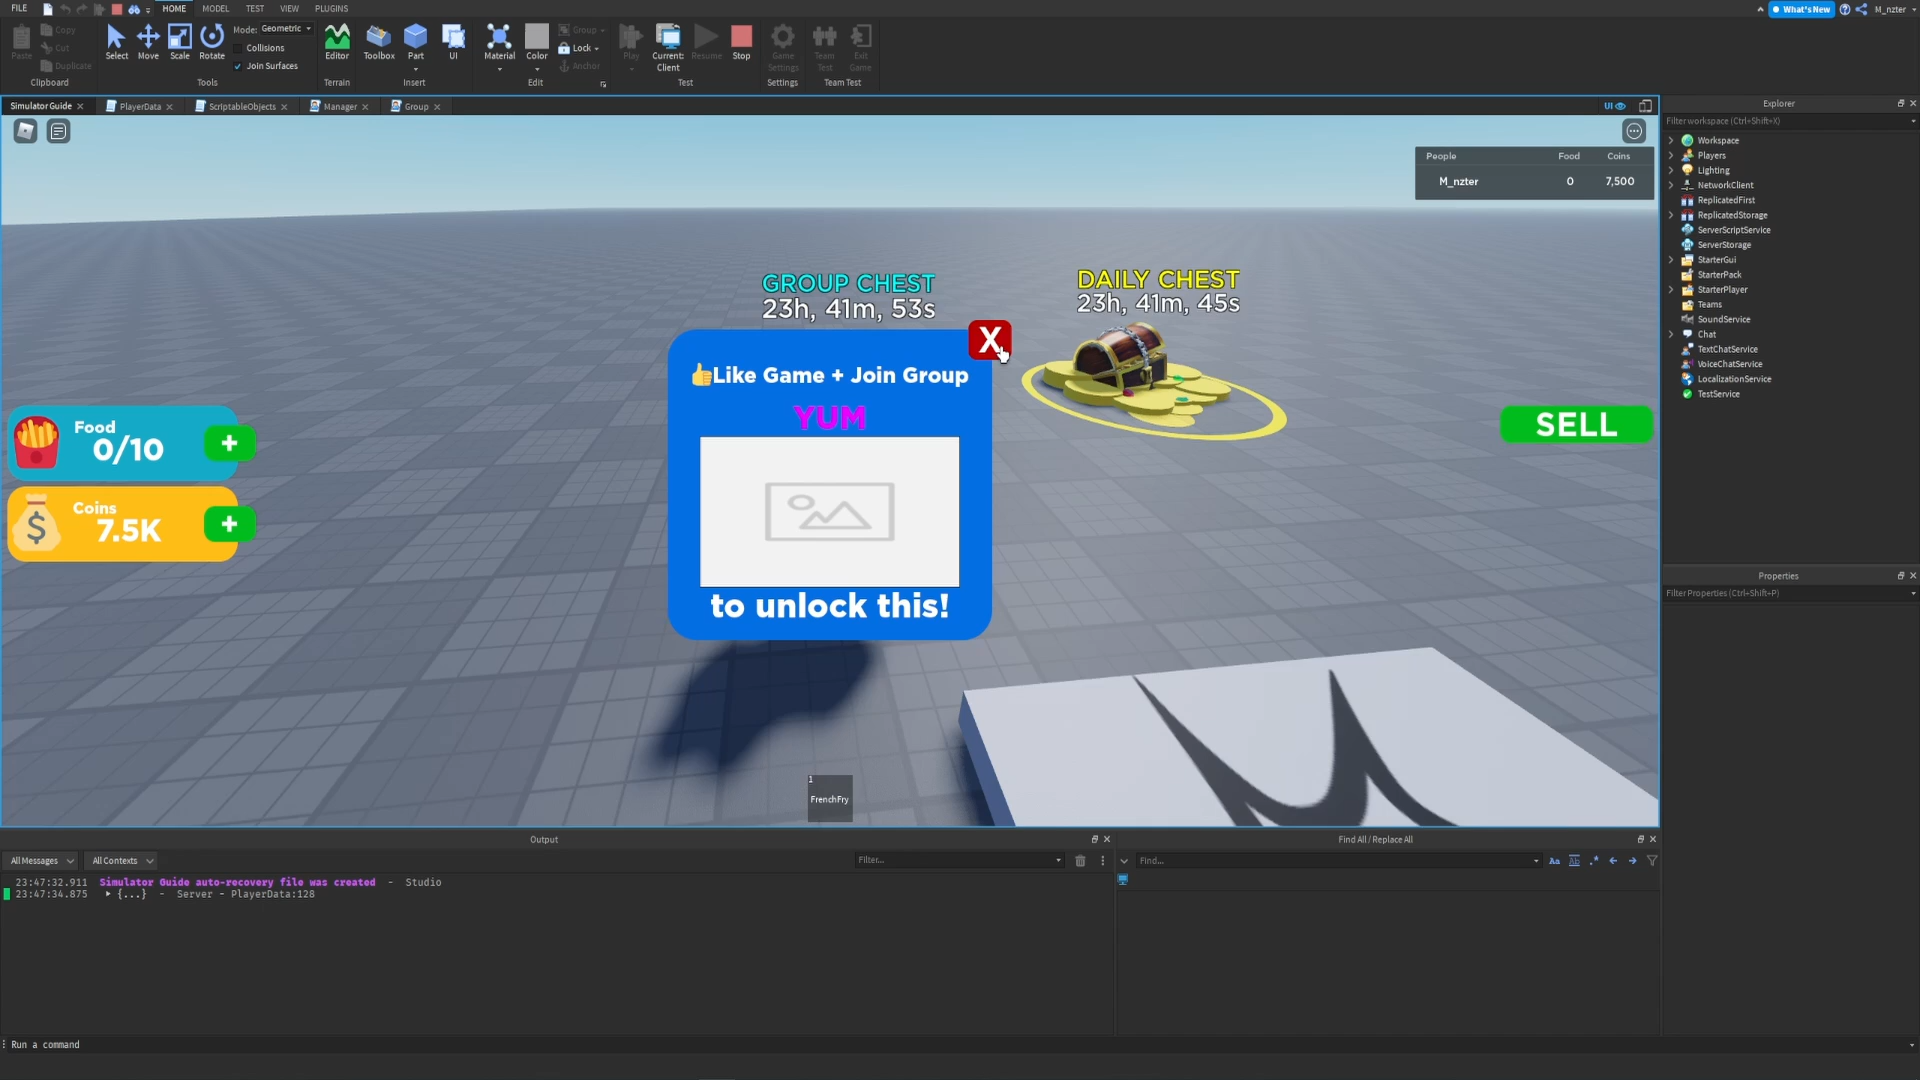 FILE HOME MODEL TEST VIEW PLUGINS What's New M_nzter
Paste Copy Cut Duplicate Clipboard
Select Move Scale Rotate Mode: Geometric Collisions Join Surfaces Tools
Editor Terrain
Toolbox Part UI Insert
Material Color Group Lock Anchor Edit
Play Current: Client Resume Stop Test
Game Settings Settings
Team Test Exit Game Team Test
Simulator Guide PlayerData ScriptableObjects Manager Group UI
People Food Coins
M_nzter 0 7,500
GROUP CHEST
23h, 41m, 53s
DAILY CHEST
23h, 41m, 45s
X
Like Game + Join Group
YUM
to unlock this!
Food
0/10
+
Coins
7.5K
+
$
SELL
1
FrenchFry
Explorer
Filter workspace (Ctrl+Shift+X)
Workspace
Players
Lighting
NetworkClient
ReplicatedFirst
ReplicatedStorage
ServerScriptService
ServerStorage
StarterGui
StarterPack
StarterPlayer
Teams
SoundService
Chat
TextChatService
VoiceChatService
LocalizationService
TestService
Properties
Filter Properties (Ctrl+Shift+P)
Output
All Messages All Contexts Filter...
23:47:32.911 Simulator Guide auto-recovery file was created - Studio
23:47:34.875 {...} - Server - PlayerData:128
Find All / Replace All
Find... Aa Ab .*
Run a command